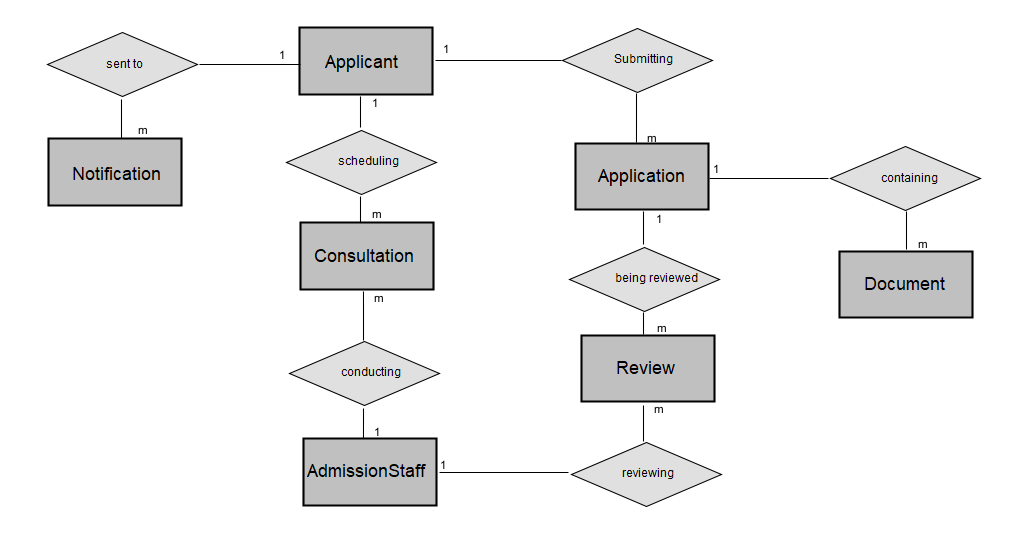 1
Applicant
1
Submitting
sent to
1
m
m
scheduling
Notification
Application
1
containing
m
1
m
Consultation
being reviewed
Document
m
m
conducting
Review
1
m
AdmissionStaff
1
reviewing